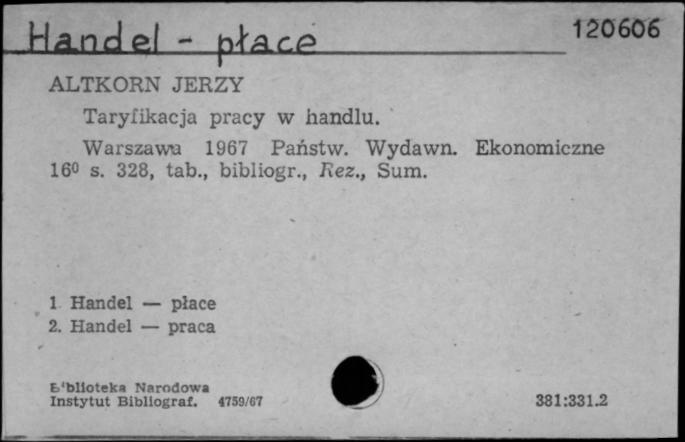 Handel - płace
120606
ALTKORN JERZY
Taryfikacja pracy w handlu.
Warszawa 1967 Państw. Wydawn. Ekonomiczne
16⁰ s. 328, tab., bibliogr., Rez., Sum.
1. Handel — płace
2. Handel — praca
Biblioteka Narodowa
Instytut Bibliograf. 4759/67
381:331.2